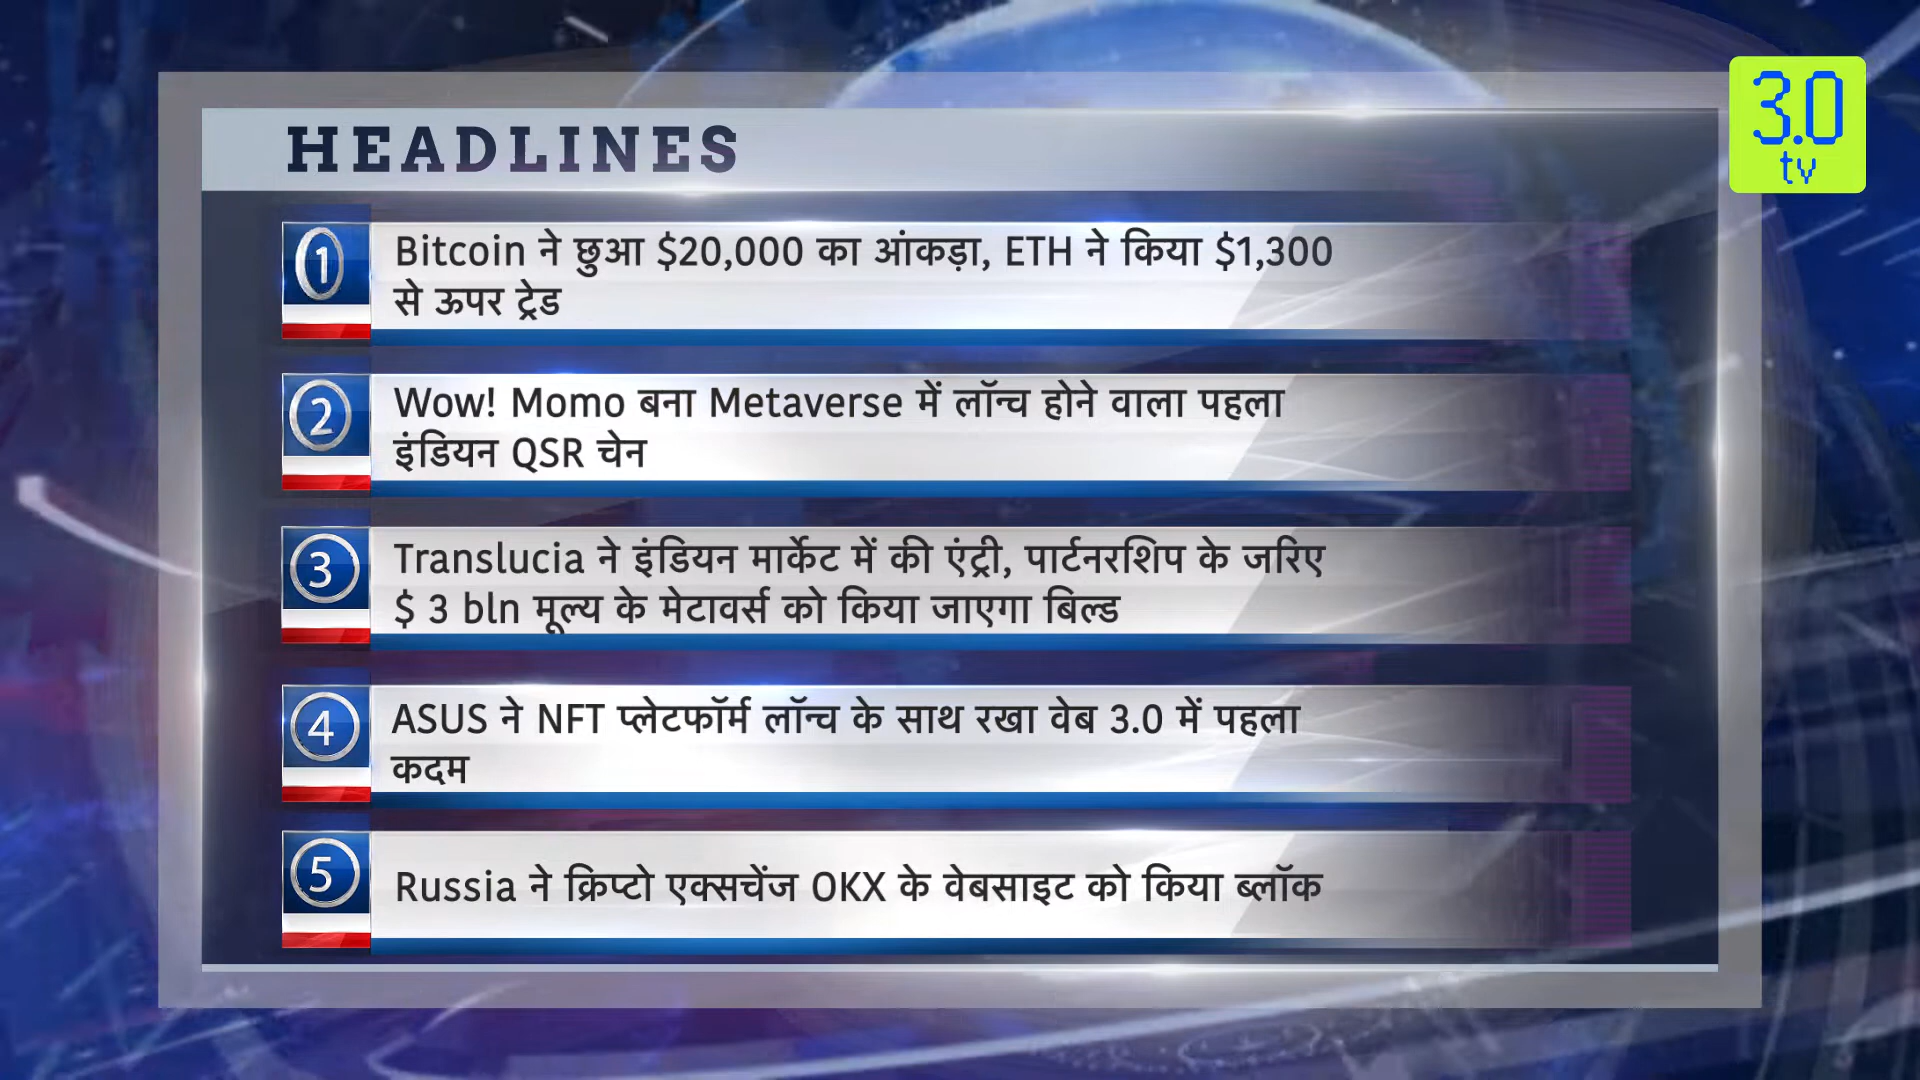 3.0
tv
HEADLINES
1
Bitcoin ने छुआ $20,000 का आंकड़ा, ETH ने किया $1,300
से ऊपर ट्रेड
2
Wow! Momo बना Metaverse में लॉन्च होने वाला पहला
इंडियन QSR चेन
3
Translucia ने इंडियन मार्केट में की एंट्री, पार्टनरशिप के जरिए
$ 3 bln मूल्य के मेटावर्स को किया जाएगा बिल्ड
4
ASUS ने NFT प्लेटफॉर्म लॉन्च के साथ रखा वेब 3.0 में पहला
कदम
5
Russia ने क्रिप्टो एक्सचेंज OKX के वेबसाइट को किया ब्लॉक